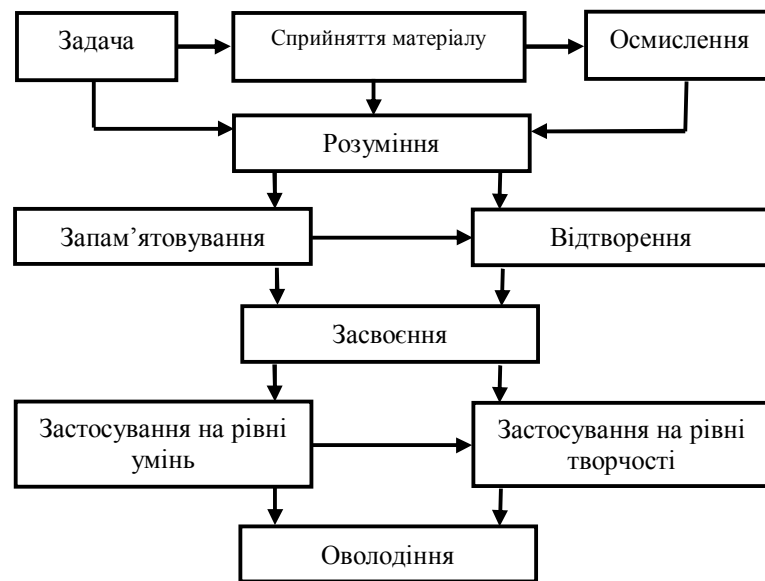 Задача
Сприйняття матеріалу
Осмислення
Розуміння
Запам’ятовування
Відтворення
Засвоєння
Застосування на рівні
умінь
Застосування на рівні
творчості
Оволодіння